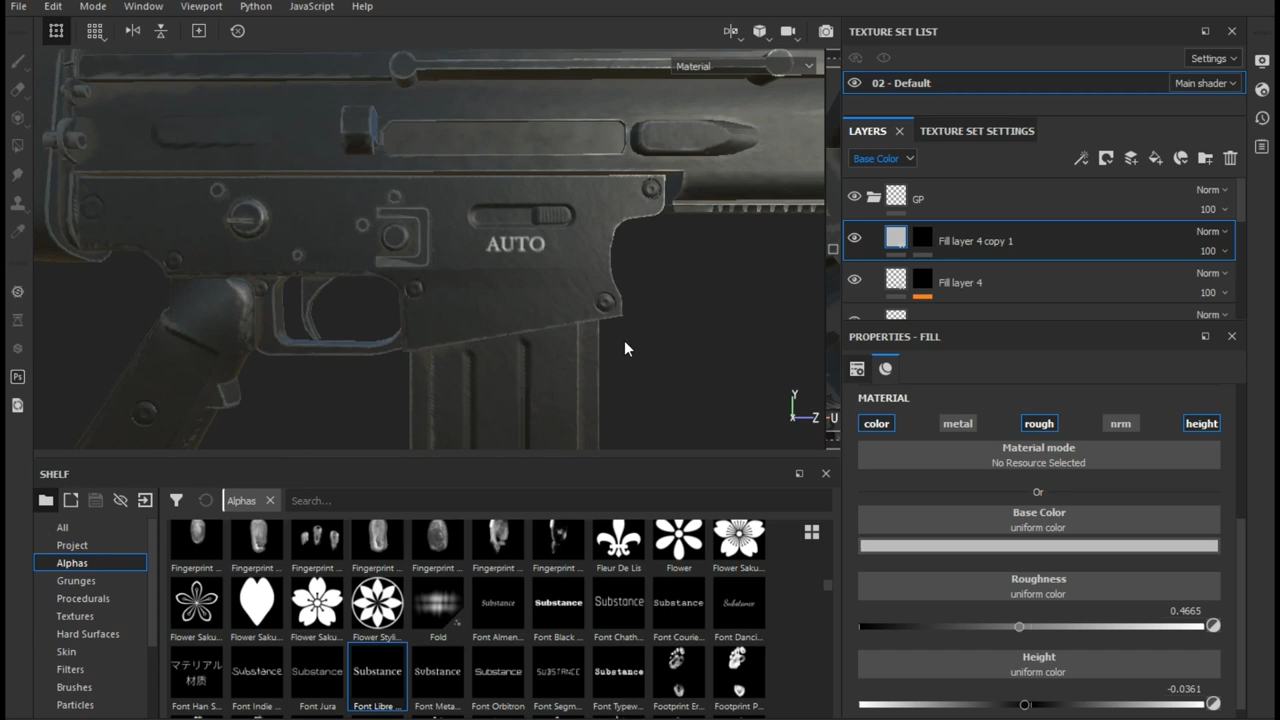 File Edit Mode Window Viewport Python JavaScript Help
Material
AUTO
Y
Z
X
U
TEXTURE SET LIST
Settings
02 - Default
Main shader
LAYERS
TEXTURE SET SETTINGS
Base Color
GP
Norm
100
Fill layer 4 copy 1
Norm
100
Fill layer 4
Norm
100
Norm
PROPERTIES - FILL
MATERIAL
color metal rough nrm height
Material mode
No Resource Selected
Or
Base Color
uniform color
Roughness
uniform color
0.4665
Height
uniform color
-0.0361
Ps
SHELF
Alphas
Search...
All
Project
Alphas
Grunges
Procedurals
Textures
Hard Surfaces
Skin
Filters
Brushes
Particles
Fingerprint ... Fingerprint ... Fingerprint ... Fingerprint ... Fingerprint ... Fingerprint ... Fingerprint ... Fleur De Lis Flower Flower Saku...
Substance Substance Substance Substance Substance
Flower Saku... Flower Saku... Flower Saku... Flower Styli... Fold Font Almen... Font Black ... Font Chath... Font Courie... Font Danci...
マテリアル
材质
Substance Substance Substance Substance Substance SUBSTANCE Substance
Font Han S... Font Indie ... Font Jura Font Libre ... Font Meta... Font Orbitron Font Segm... Font Typew... Footprint Er... Footprint P...